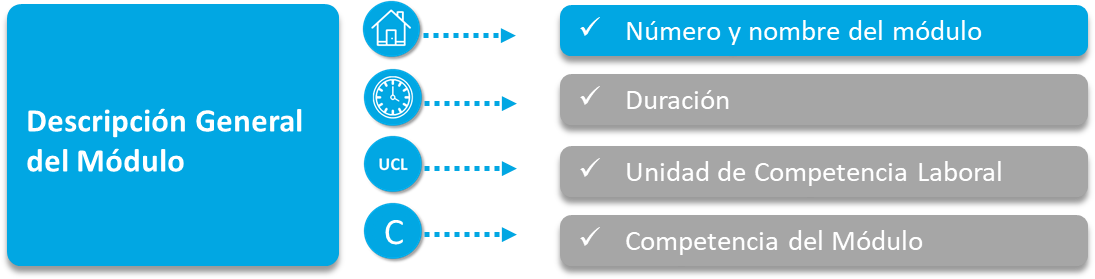 Descripción General
del Módulo
✓ Número y nombre del módulo
✓ Duración
UCL
✓ Unidad de Competencia Laboral
C
✓ Competencia del Módulo